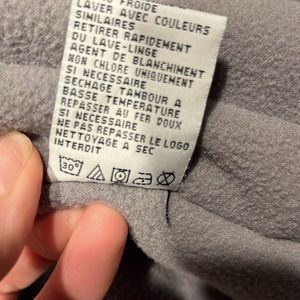 FROIDE
LAVER AVEC COULEURS
SIMILAIRES
RETIRER RAPIDEMENT
DU LAVE-LINGE
AGENT DE BLANCHIMENT
NON CHLORE UNIQUEMENT
SI NECESSAIRE
SECHAGE TAMBOUR A
BASSE TEMPERATURE
REPASSER AU FER DOUX
SI NECESSAIRE
NE PAS REPASSER LE LOGO
NETTOYAGE A SEC
INTERDIT
30°